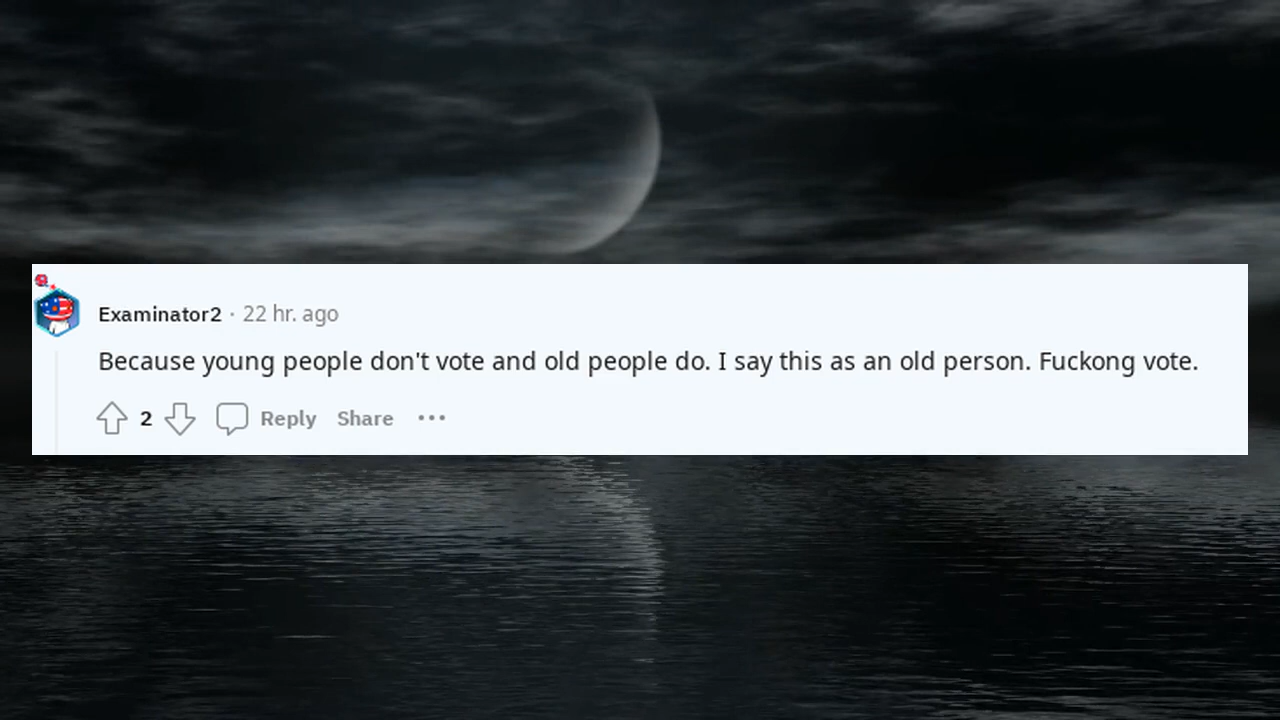 Examinator2 · 22 hr. ago
Because young people don't vote and old people do. I say this as an old person. Fuckong vote.
2 Reply Share ···